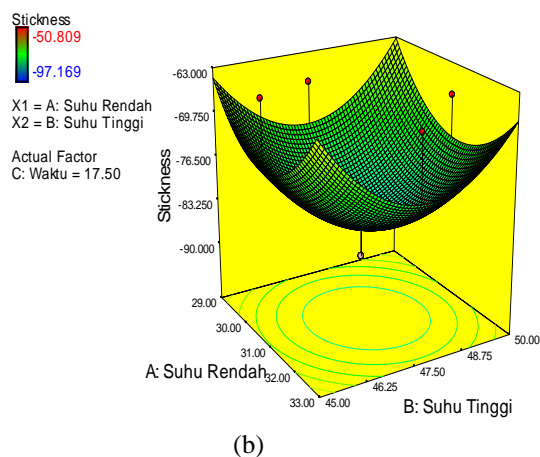 Stickness
-50.809
-97.169
X1 = A: Suhu Rendah
X2 = B: Suhu Tinggi
Actual Factor
C: Waktu = 17.50
-63.000
-69.750
-76.500
-83.250
-90.000
Stickness
29.00
30.00
31.00
32.00
33.00
A: Suhu Rendah
45.00
46.25
47.50
48.75
50.00
B: Suhu Tinggi
(b)